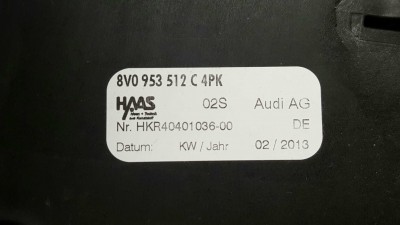 8V0 953 512 C 4PK
HAAS 02S Audi AG
Nr. HKR40401036-00 DE
Datum: KW / Jahr 02 / 2013